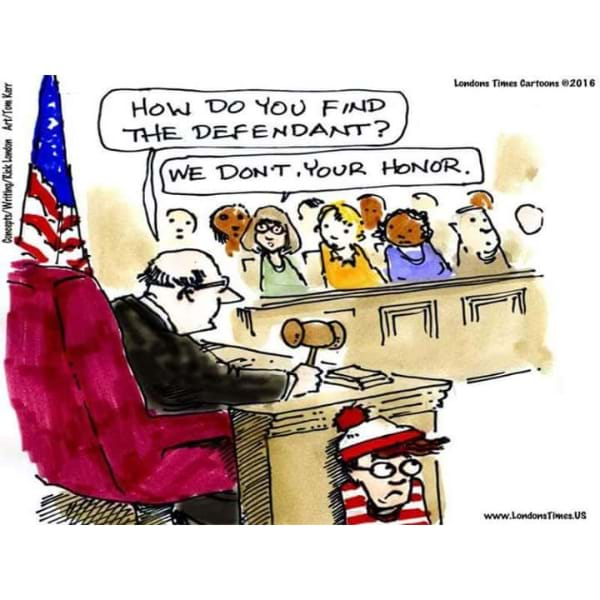 Londons Times Cartoons ©2016
Concepts/Writing/Rick London Art/Tom Kerr
HOW DO YOU FIND
THE DEFENDANT?
WE DON'T, YOUR HONOR.
www.LondonsTimes.US